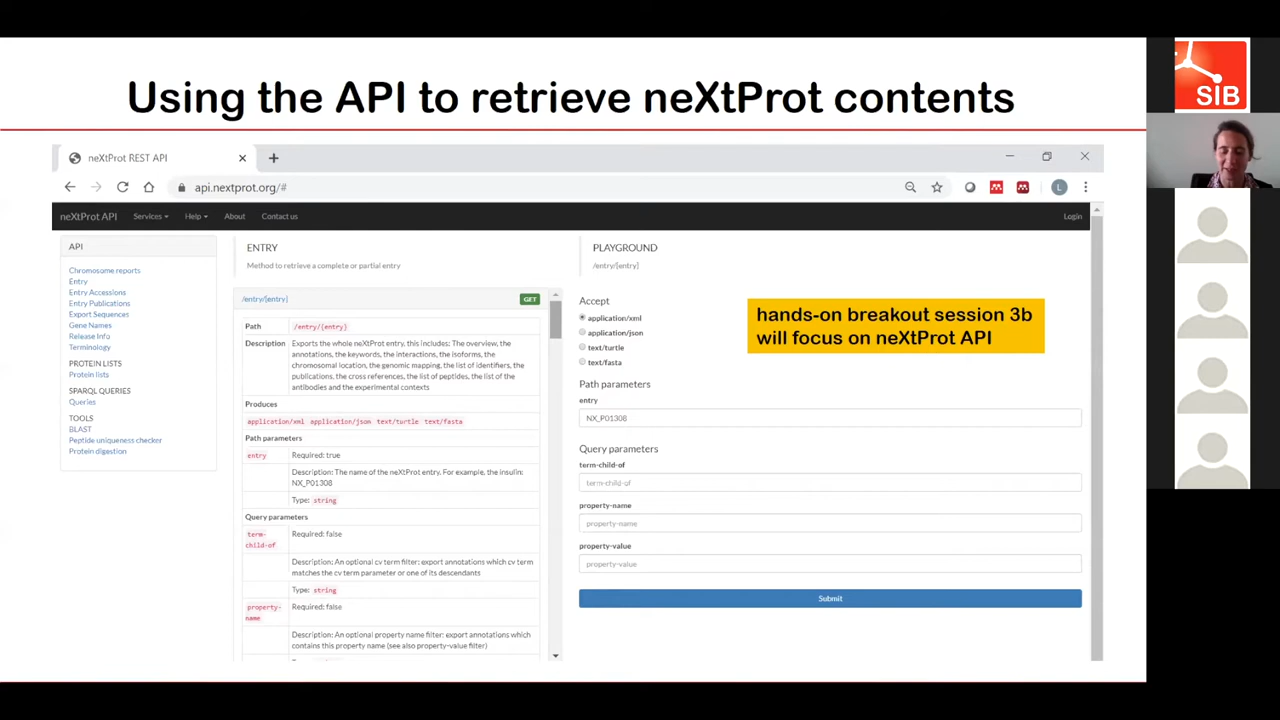 Using the API to retrieve neXtProt contents
SIB
neXtProt REST API
api.nextprot.org/#
L
neXtProt API Services Help About Contact us Login
API
Chromosome reports
Entry
Entry Accessions
Entry Publications
Export Sequences
Gene Names
Release Info
Terminology
PROTEIN LISTS
Protein lists
SPARQL QUERIES
Queries
TOOLS
BLAST
Peptide uniqueness checker
Protein digestion
ENTRY
Method to retrieve a complete or partial entry
/entry/{entry} GET
Path /entry/{entry}
Description Exports the whole neXtProt entry, this includes: The overview, the
annotations, the keywords, the interactions, the isoforms, the
chromosomal location, the genomic mapping, the list of identifiers, the
publications, the cross references, the list of peptides, the list of the
antibodies and the experimental contexts
Produces
application/xml application/json text/turtle text/fasta
Path parameters
entry Required: true
Description: The name of the neXtProt entry. For example, the insulin:
NX_P01308
Type: string
Query parameters
term-
child-of
Required: false
Description: An optional cv term filter: export annotations which cv term
matches the cv term parameter or one of its descendants
Type: string
property-
name
Required: false
Description: An optional property name filter: export annotations which
contains this property name (see also property-value filter)
PLAYGROUND
/entry/{entry}
Accept
application/xml
application/json
text/turtle
text/fasta
hands-on breakout session 3b
will focus on neXtProt API
Path parameters
entry
NX_P01308
Query parameters
term-child-of
term-child-of
property-name
property-name
property-value
property-value
Submit